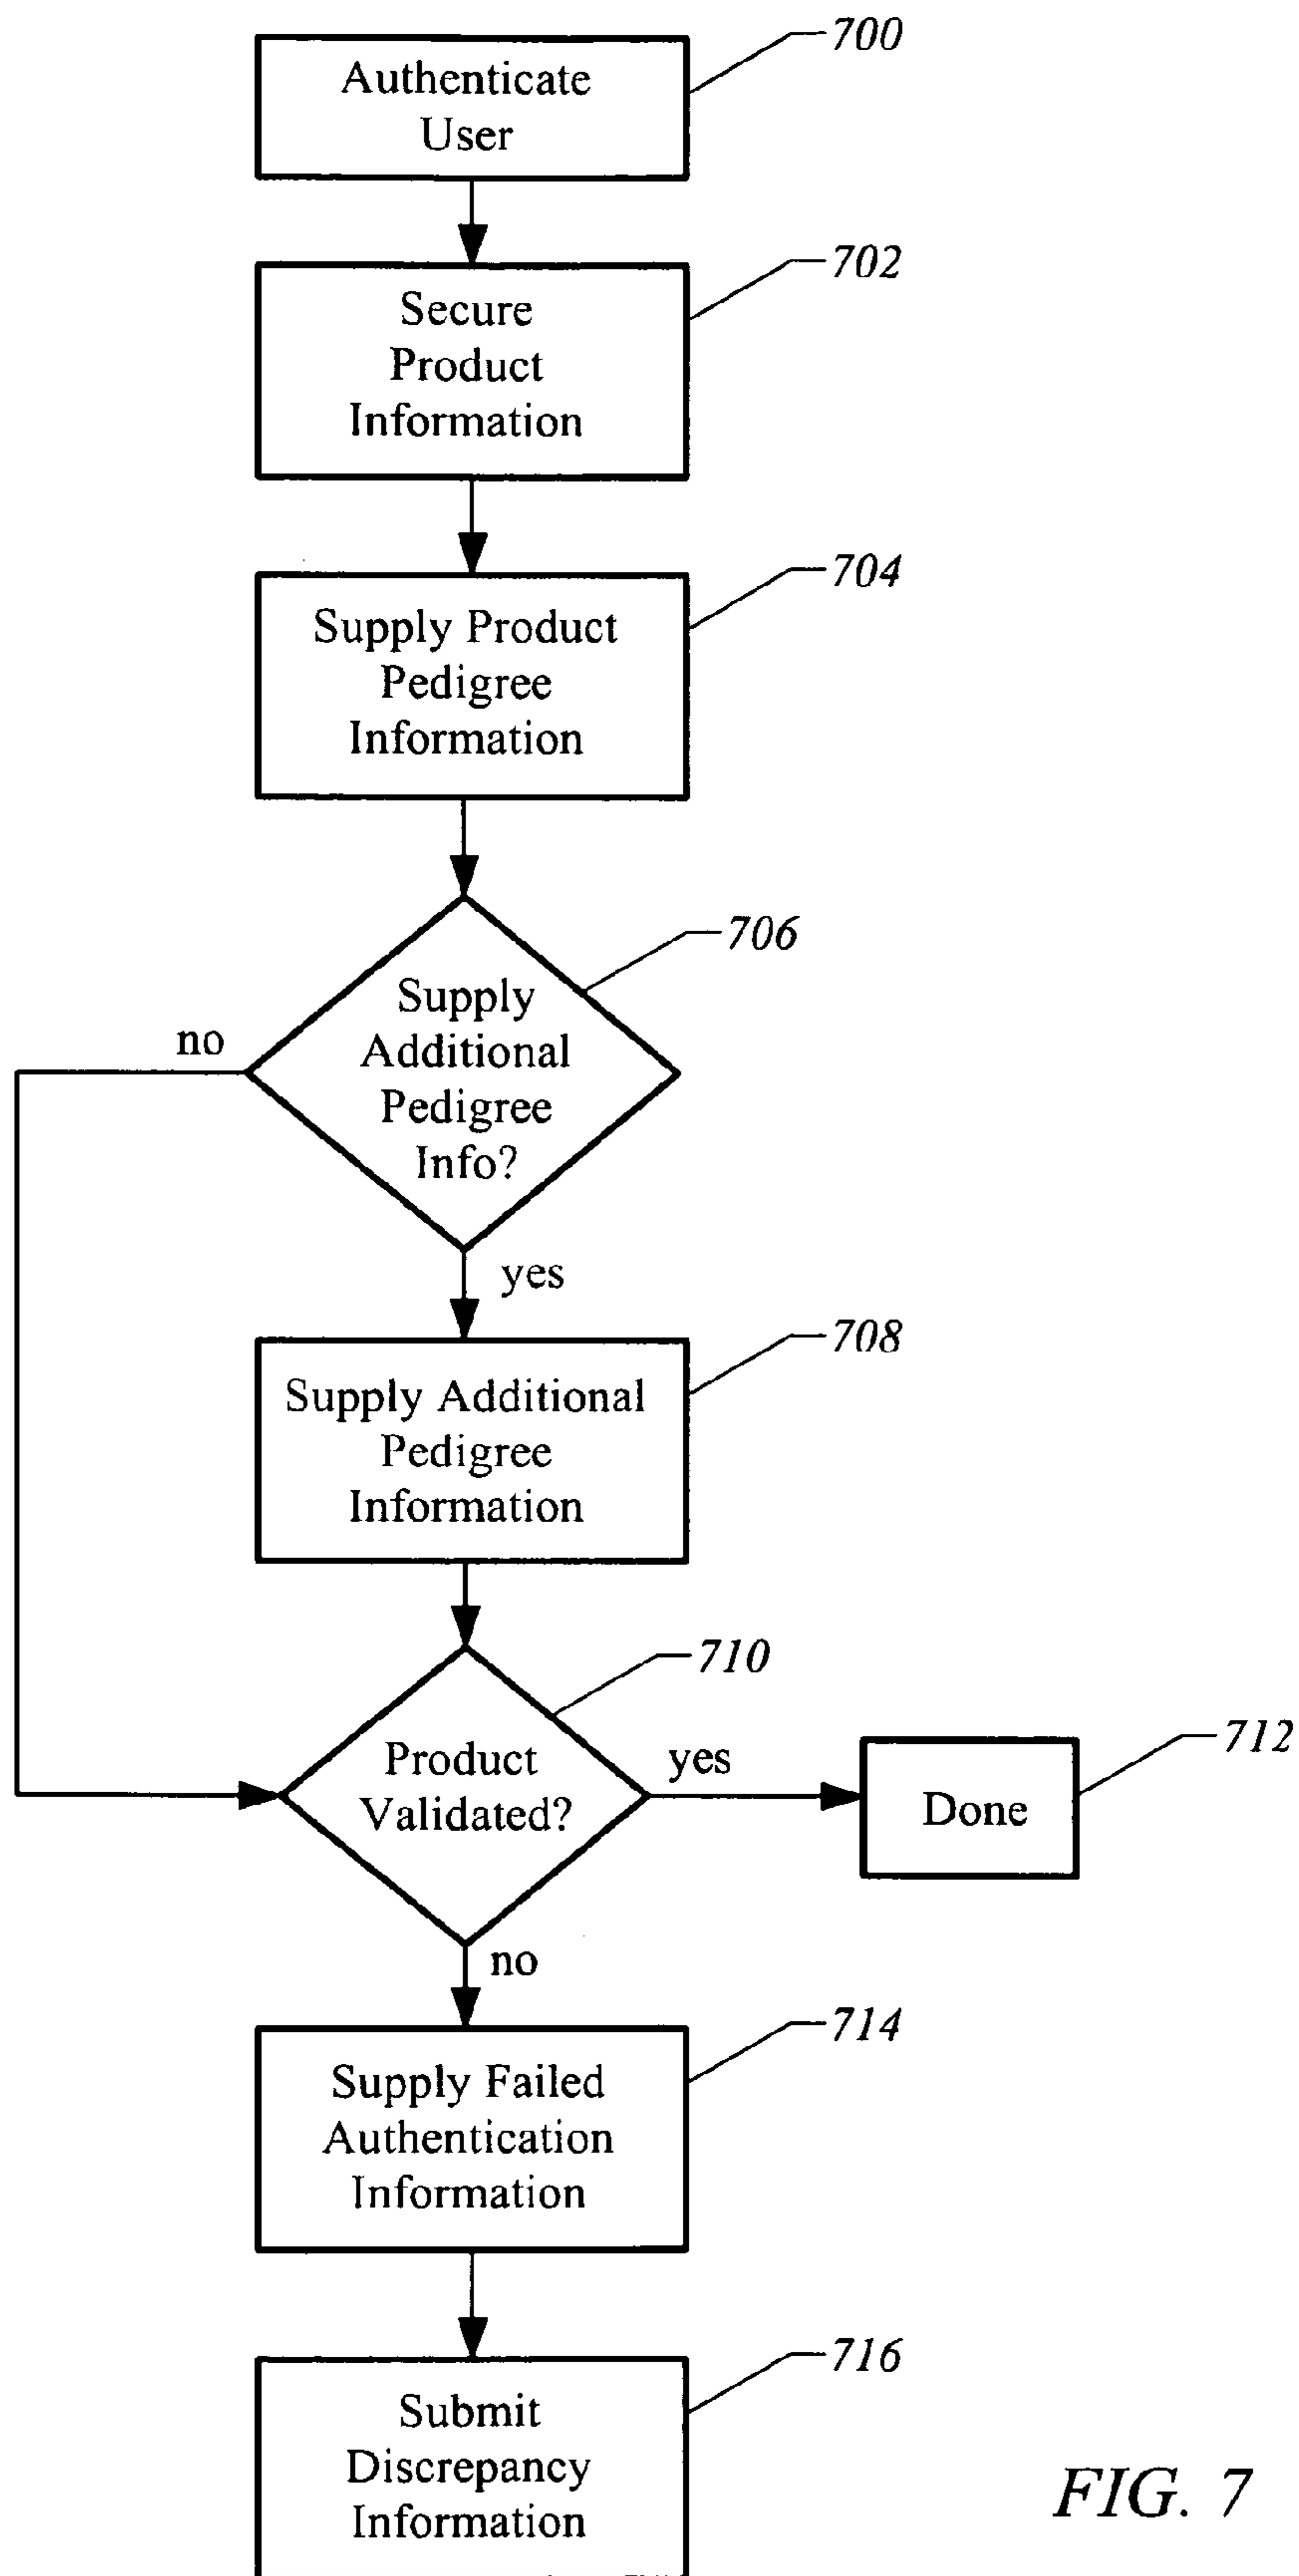 700
Authenticate
User
702
Secure
Product
Information
704
Supply Product
Pedigree
Information
706
Supply
Additional
Pedigree
Info?
no
yes
708
Supply Additional
Pedigree
Information
710
Product
Validated?
yes
712
Done
no
714
Supply Failed
Authentication
Information
716
Submit
Discrepancy
Information
FIG. 7